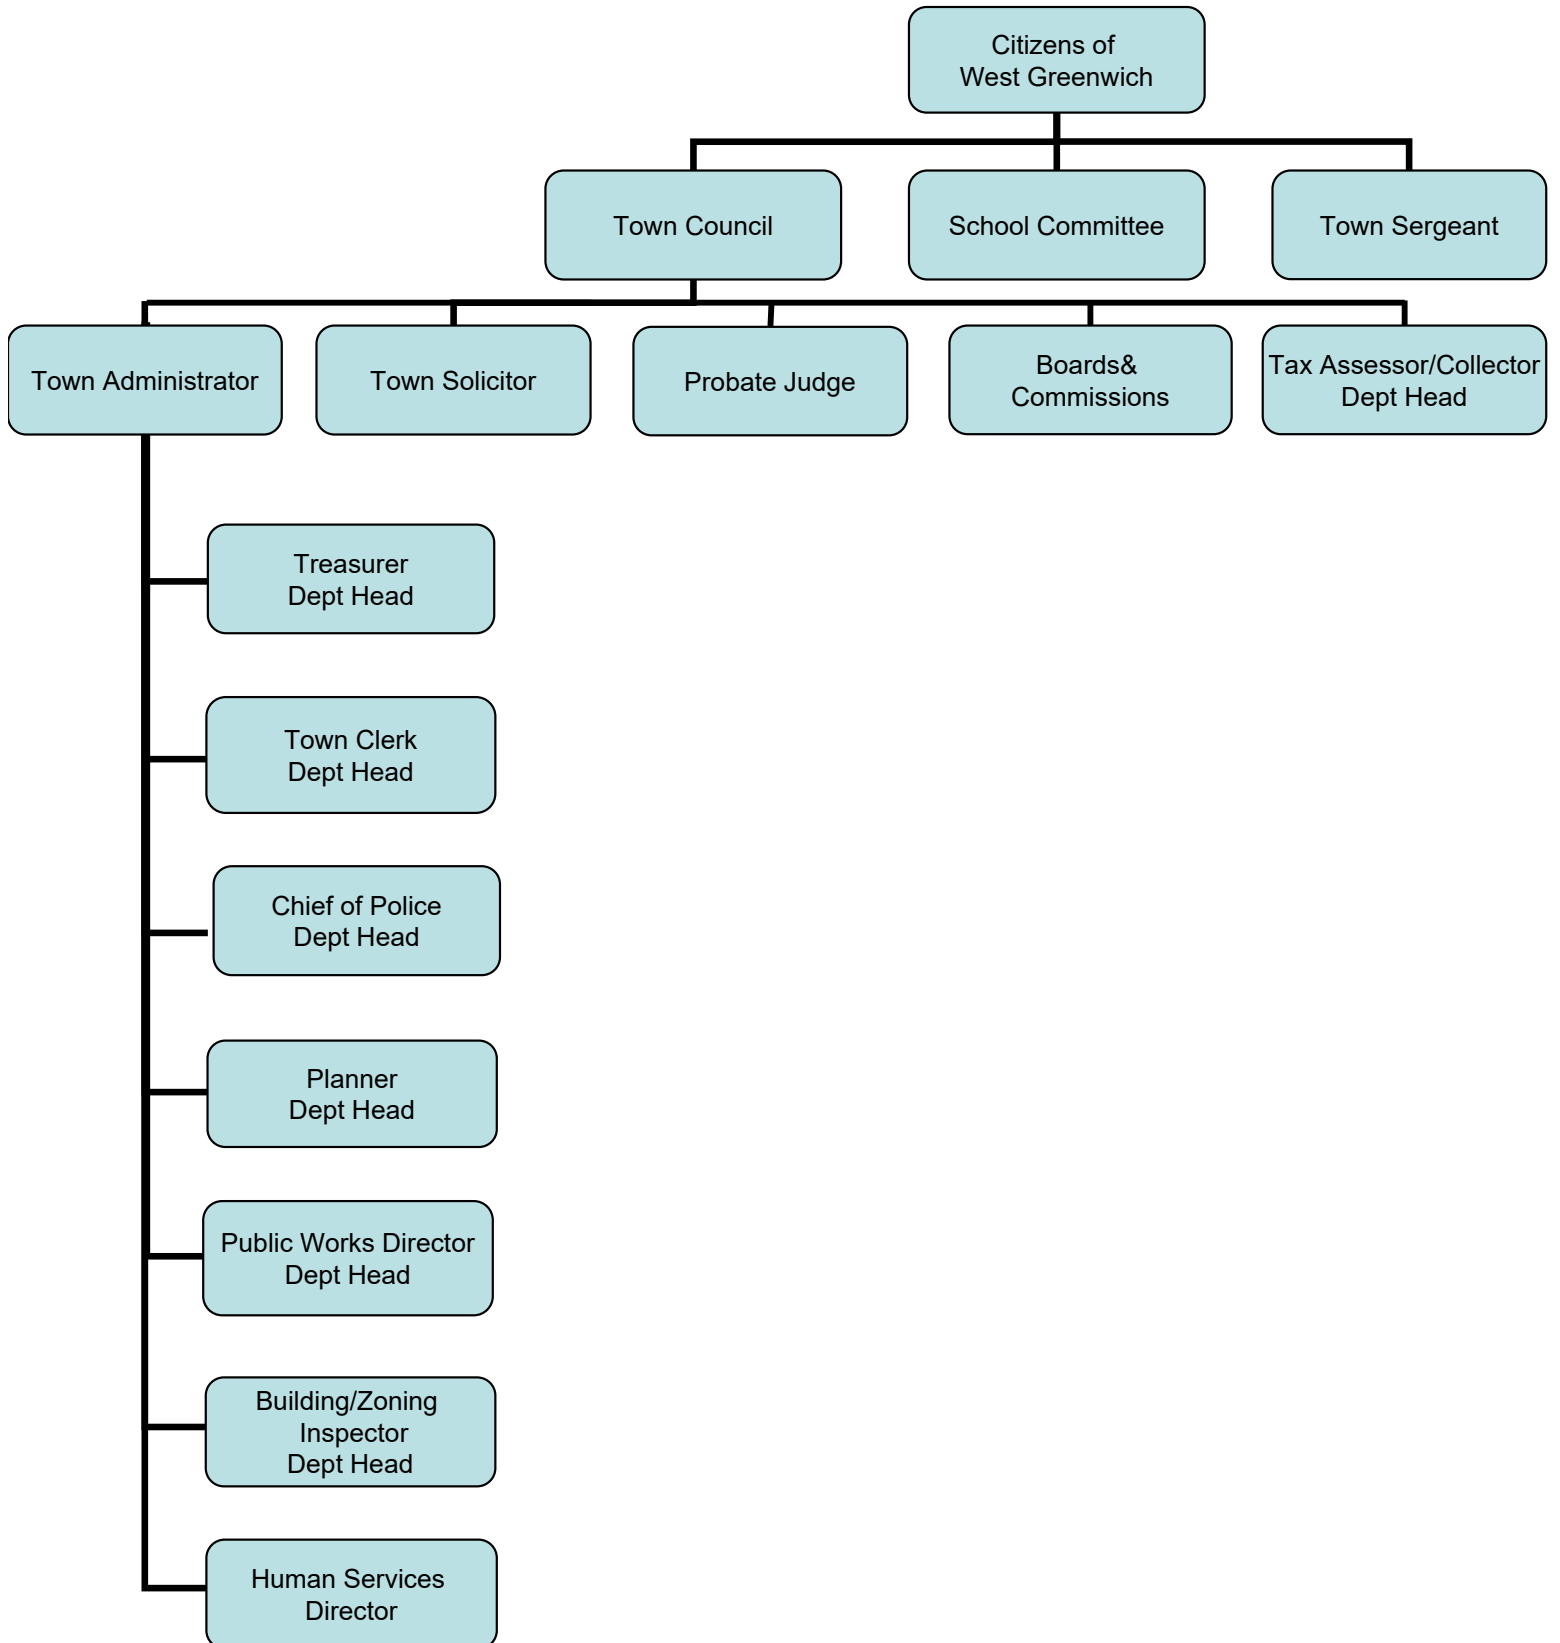 Citizens of
West Greenwich
Town Council
School Committee
Town Sergeant
Town Administrator
Town Solicitor
Probate Judge
Boards&
Commissions
Tax Assessor/Collector
Dept Head
Treasurer
Dept Head
Town Clerk
Dept Head
Chief of Police
Dept Head
Planner
Dept Head
Public Works Director
Dept Head
Building/Zoning
Inspector
Dept Head
Human Services
Director